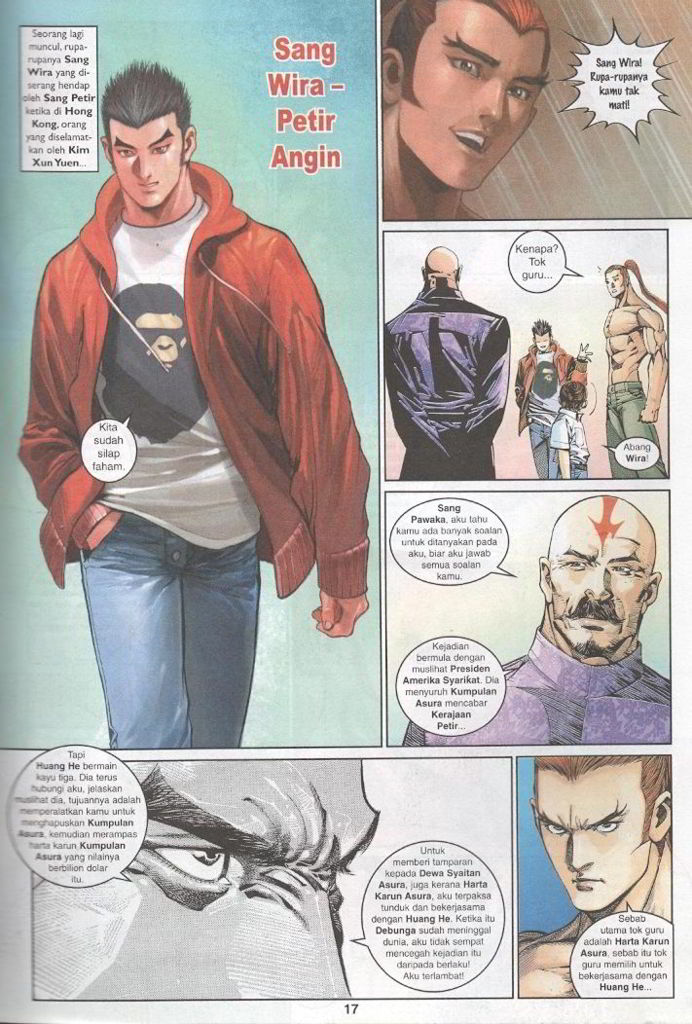 Seorang lagi
muncul, rupa-
rupanya Sang
Wira yang di-
serang hendap
oleh Sang Petir
ketika di Hong
Kong, orang
yang diselamat-
kan oleh Kim
Xun Yuen...
Sang
Wira –
Petir
Angin
Kita
sudah
silap
faham.
Sang Wira!
Rupa-rupanya
kamu tak
mati!
Kenapa?
Tok
guru...
Abang
Wira!
Sang
Pawaka, aku tahu
kamu ada banyak soalan
untuk ditanyakan pada
aku, biar aku jawab
semua soalan
kamu.
Kejadian
bermula dengan
muslihat Presiden
Amerika Syarikat. Dia
menyuruh Kumpulan
Asura mencabar
Kerajaan
Petir...
Tapi
Huang He bermain
kayu tiga. Dia terus
hubungi aku, jelaskan
muslihat dia, tujuannya adalah
memperalatkan kamu untuk
menghapuskan Kumpulan
Asura, kemudian merampas
harta karun Kumpulan
Asura yang nilainya
berbilion dolar
itu.
Untuk
memberi tamparan
kepada Dewa Syaitan
Asura, juga kerana Harta
Karun Asura, aku terpaksa
tunduk dan bekerjasama
dengan Huang He. Ketika itu
Debunga sudah meninggal
dunia, aku tidak sempat
mencegah kejadian itu
daripada berlaku!
Aku terlambat!
Sebab
utama tok guru
adalah Harta Karun
Asura, sebab itu tok
guru memilih untuk
bekerjasama dengan
Huang He...
17